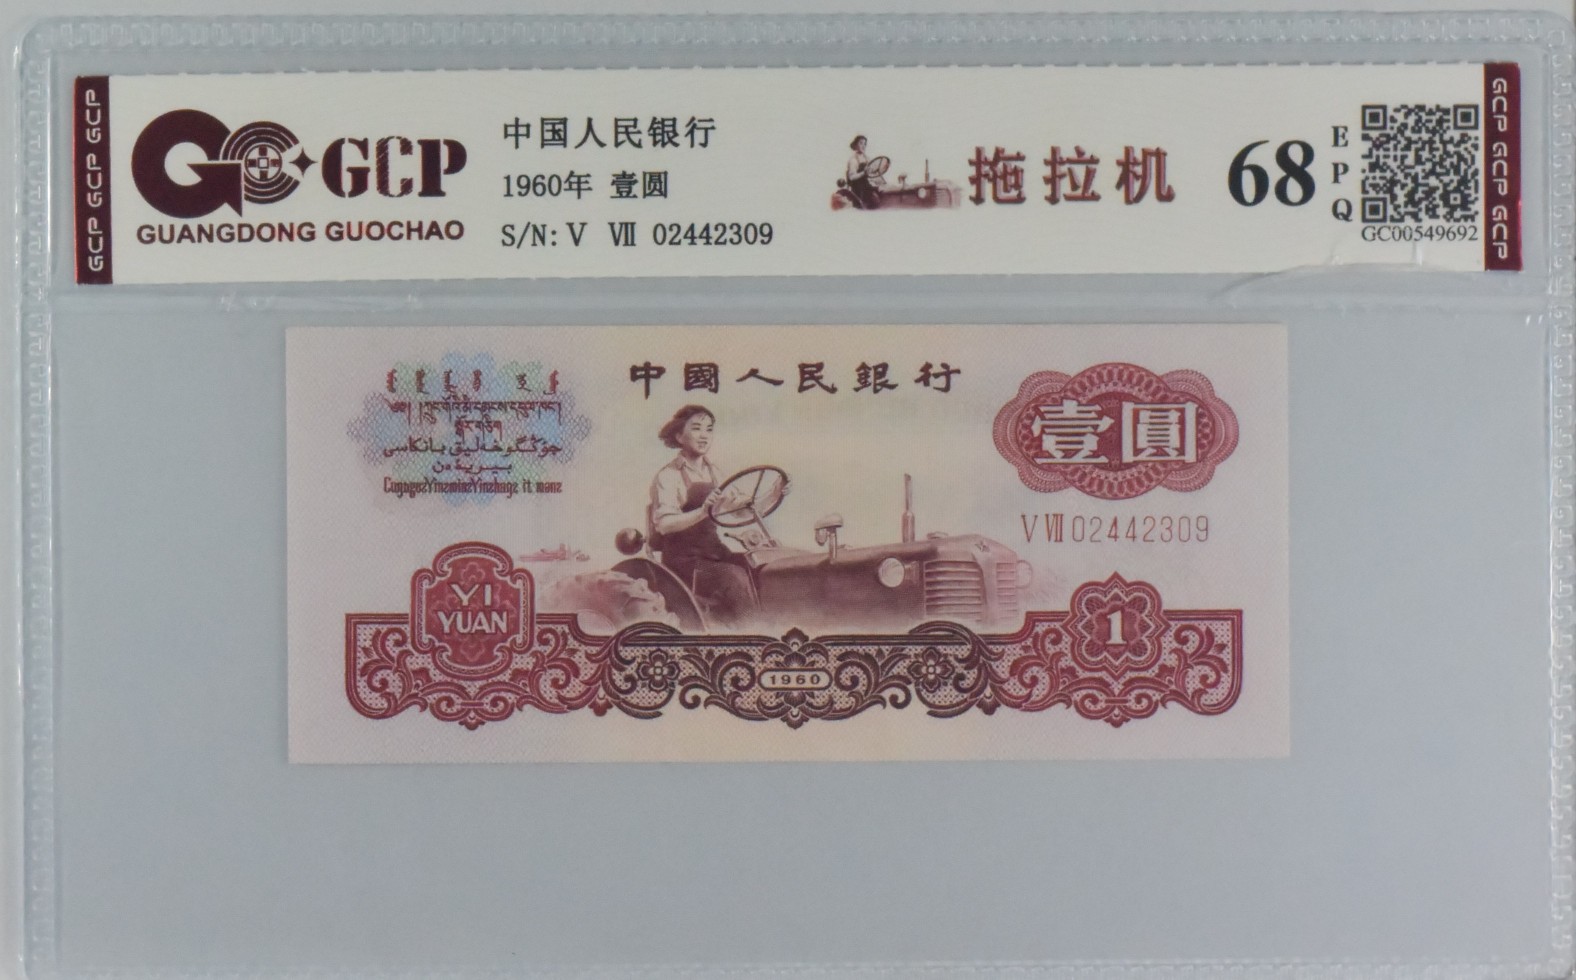 GCP GCP GCP
GCP
GUANGDONG GUOCHAO
中国人民银行
1960年 壹圆
S/N: V Ⅶ 02442309
拖拉机
68
EPQ
GC00549692
GCP GCP GCP
中國人民銀行
壹圓
V Ⅶ 02442309
YI
YUAN
1
1960